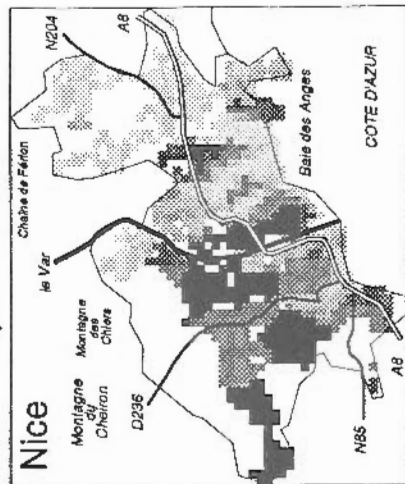 Nice
Montagne
du
Cheiron
Montagne
des
Chiers
le Var
Chaîne de Férion
N204
A8
D236
Baie des Anges
COTE D'AZUR
N85
A8